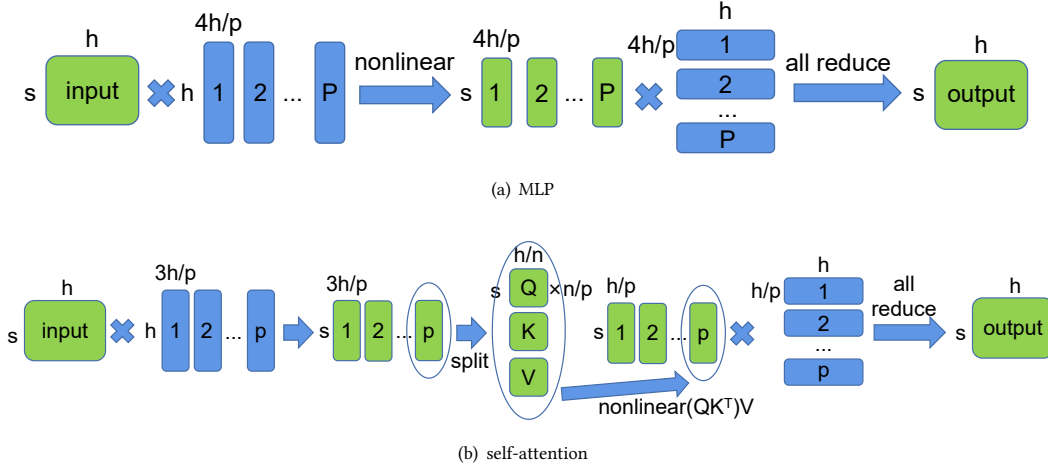 h
s input
h
4h/p
1 2 ... P
nonlinear
4h/p
s 1 2 ... P
4h/p
h
1
2
...
P
all reduce
h
s output
(a) MLP
h
s input
3h/p
h 1 2 ... p
3h/p
s 1 2 ... p
split
h/n
s Q ×n/p
K
V
nonlinear(QKᵀ)V
h/p
s 1 2 ... p
h/p
h
1
2
...
p
all
reduce
h
s output
(b) self-attention